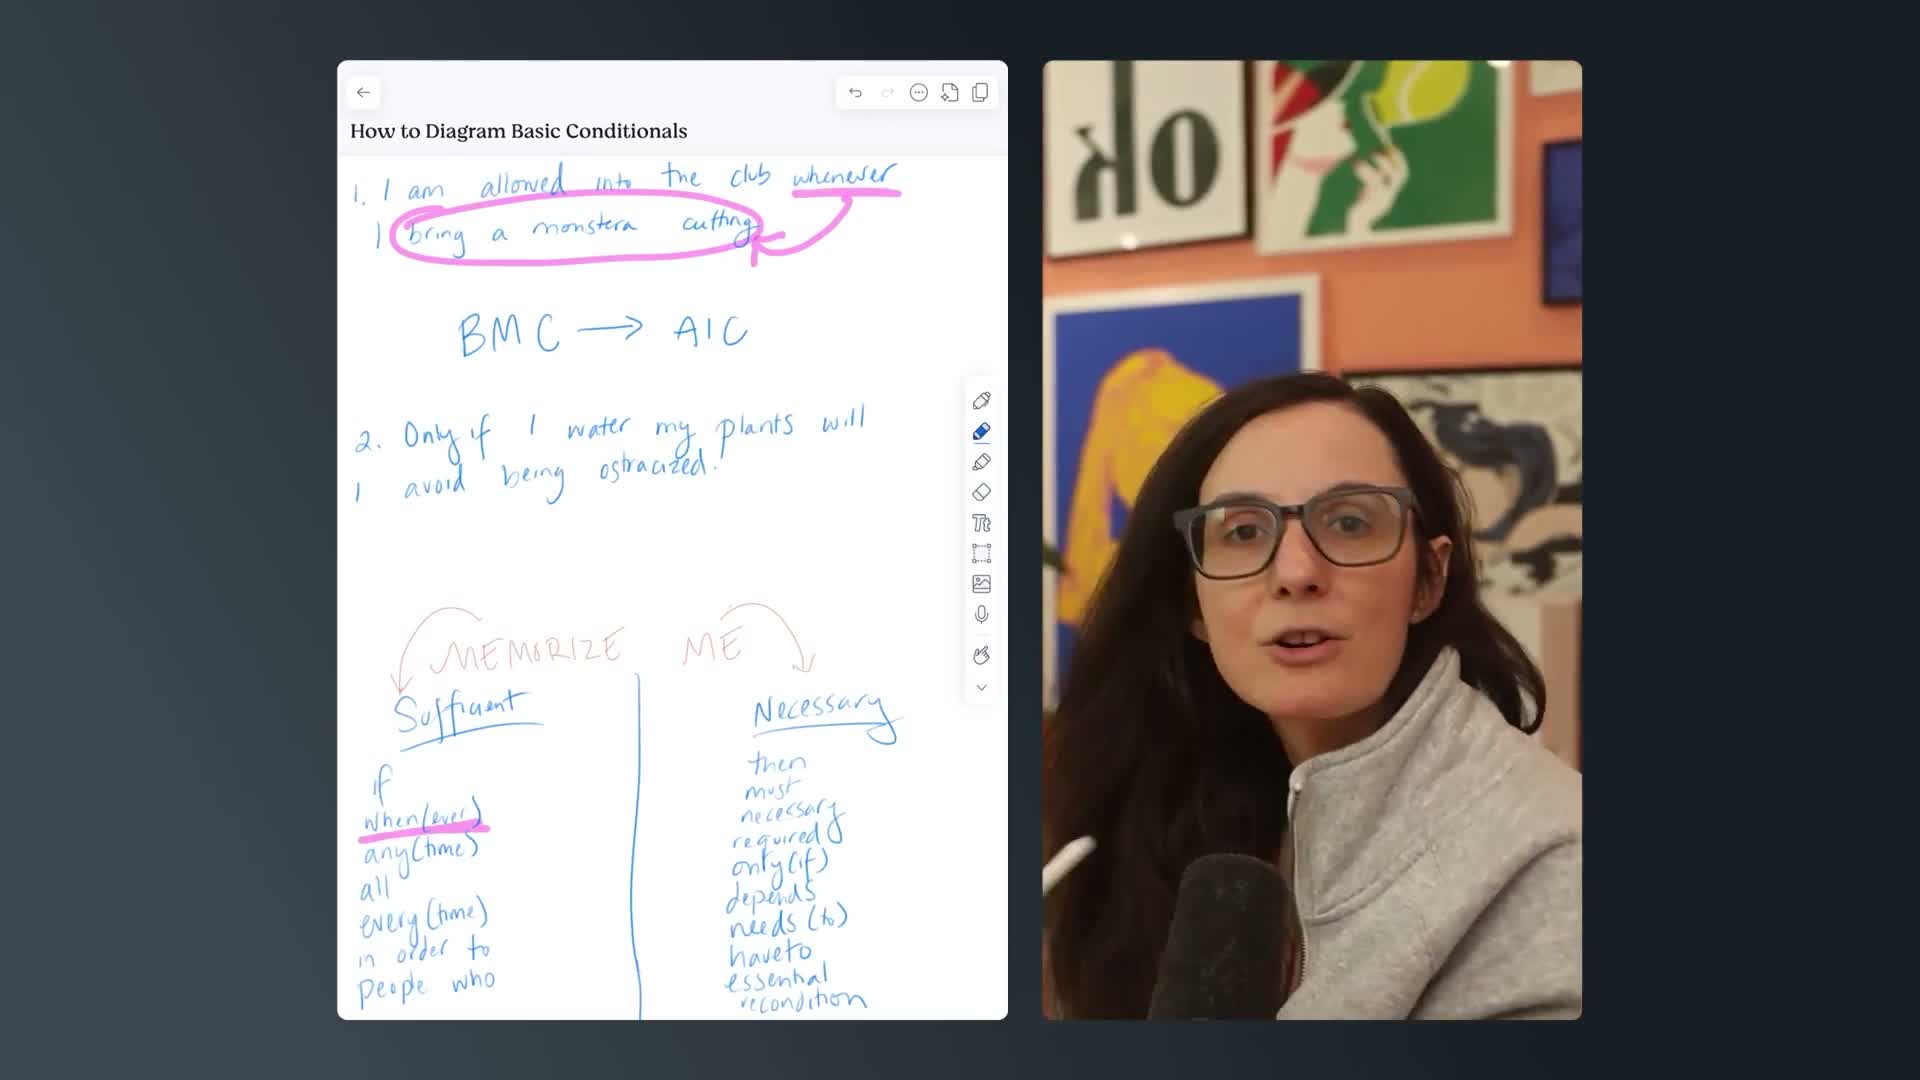 How to Diagram Basic Conditionals
1. I am allowed into the club whenever
I bring a monstera cutting
BMC → AIC
2. Only if I water my plants will
I avoid being ostracized.
MEMORIZE ME
Sufficient
if
when(ever)
any(time)
all
every(time)
in order to
people who
Necessary
then
must
necessary
required
only(if)
depends
needs (to)
have to
essential
precondition
Tt
ok